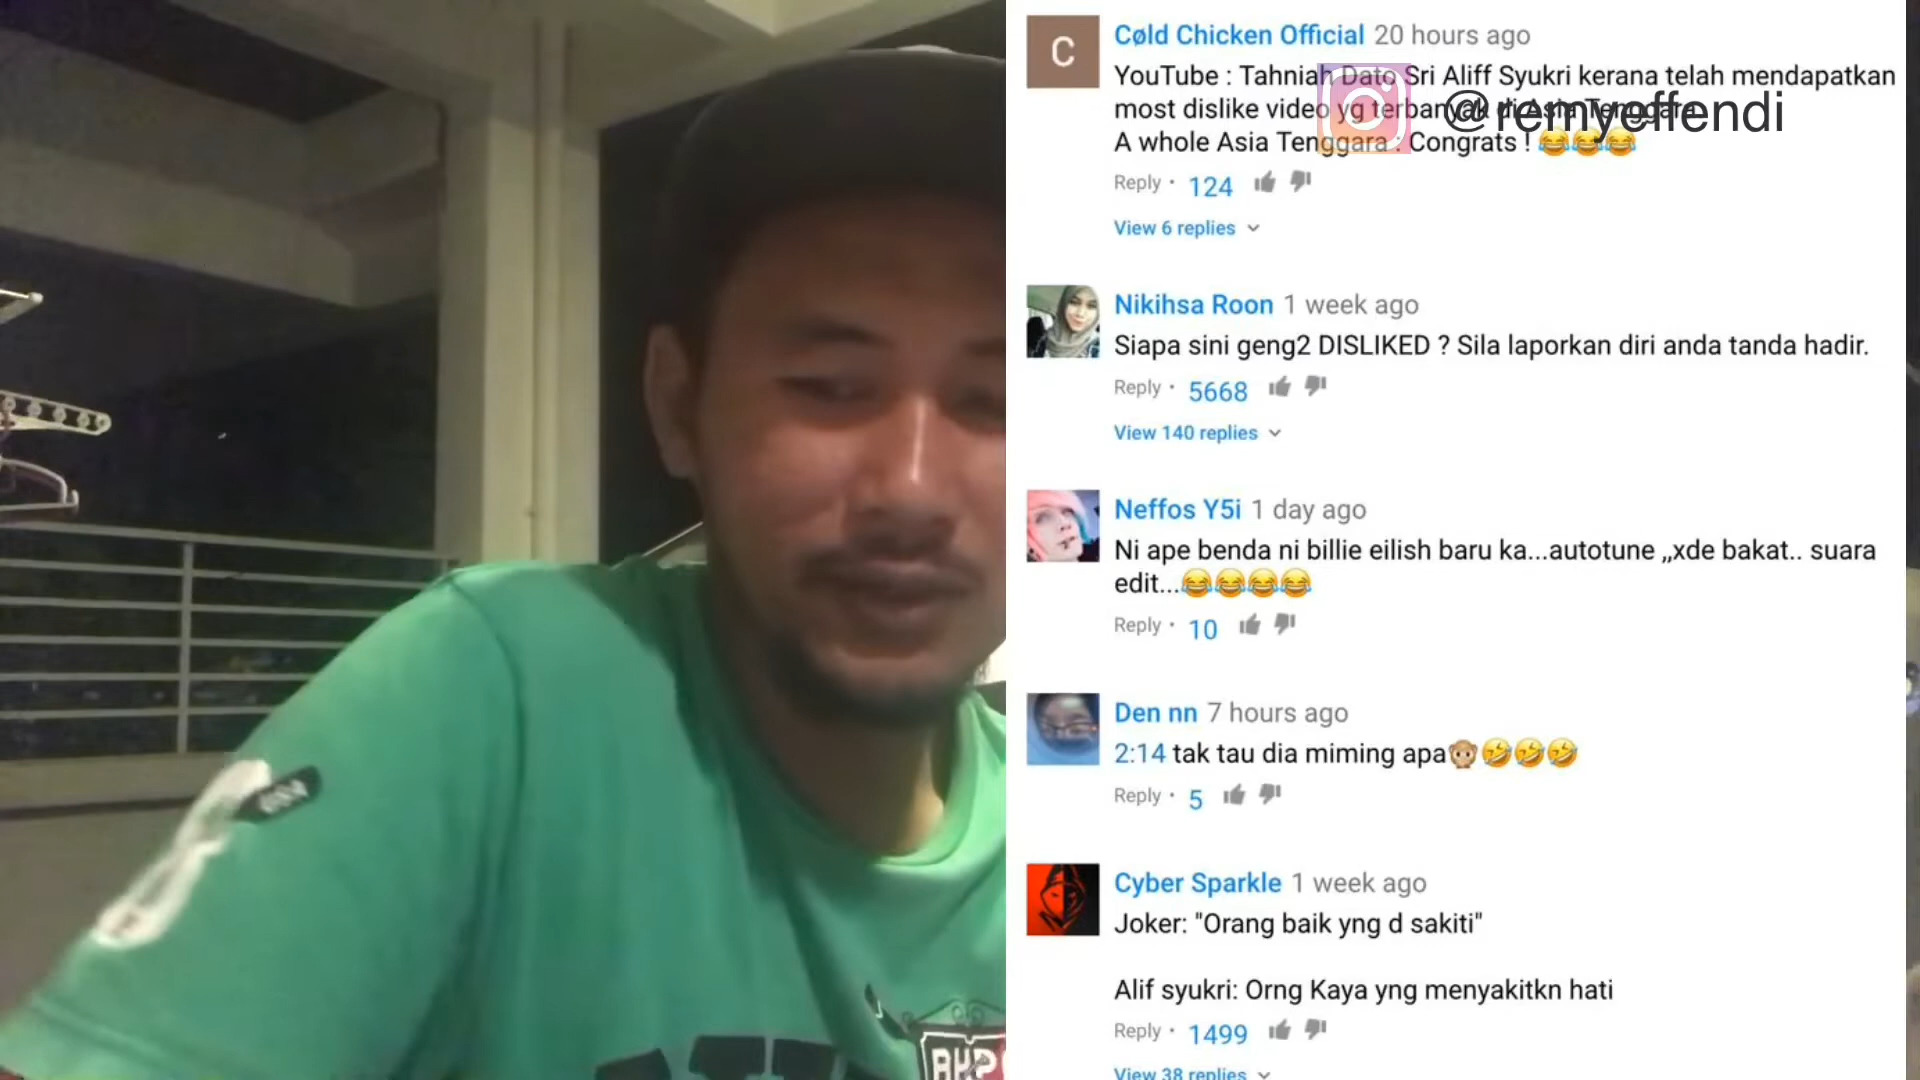 C
Cøld Chicken Official 20 hours ago
YouTube : Tahniah Dato Sri Aliff Syukri kerana telah mendapatkan
most dislike video yg terbanyak di Asia Tenggara
A whole Asia Tenggara : Congrats ! 😂😂😂
@remyeffendi
Reply • 124
View 6 replies
Nikihsa Roon 1 week ago
Siapa sini geng2 DISLIKED ? Sila laporkan diri anda tanda hadir.
Reply • 5668
View 140 replies
Neffos Y5i 1 day ago
Ni ape benda ni billie eilish baru ka...autotune ,,xde bakat.. suara
edit...😂😂😂😂
Reply • 10
Den nn 7 hours ago
2:14 tak tau dia miming apa🙊🤣🤣🤣
Reply • 5
Cyber Sparkle 1 week ago
Joker: "Orang baik yng d sakiti"
Alif syukri: Orng Kaya yng menyakitkn hati
Reply • 1499
View 38 replies